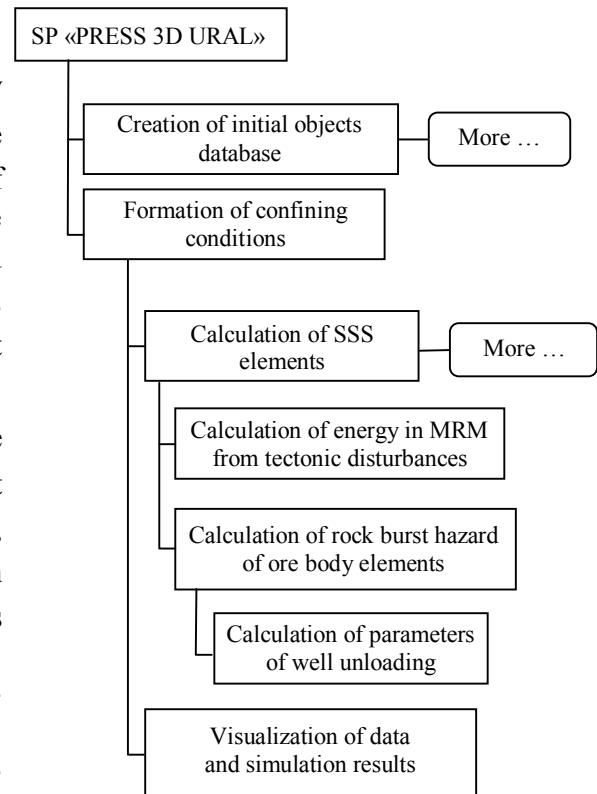 SP «PRESS 3D URAL»
Creation of initial objects
database
More …
Formation of confining
conditions
Calculation of SSS
elements
More …
Calculation of energy in MRM
from tectonic disturbances
Calculation of rock burst hazard
of ore body elements
Calculation of parameters
of well unloading
Visualization of data
and simulation results